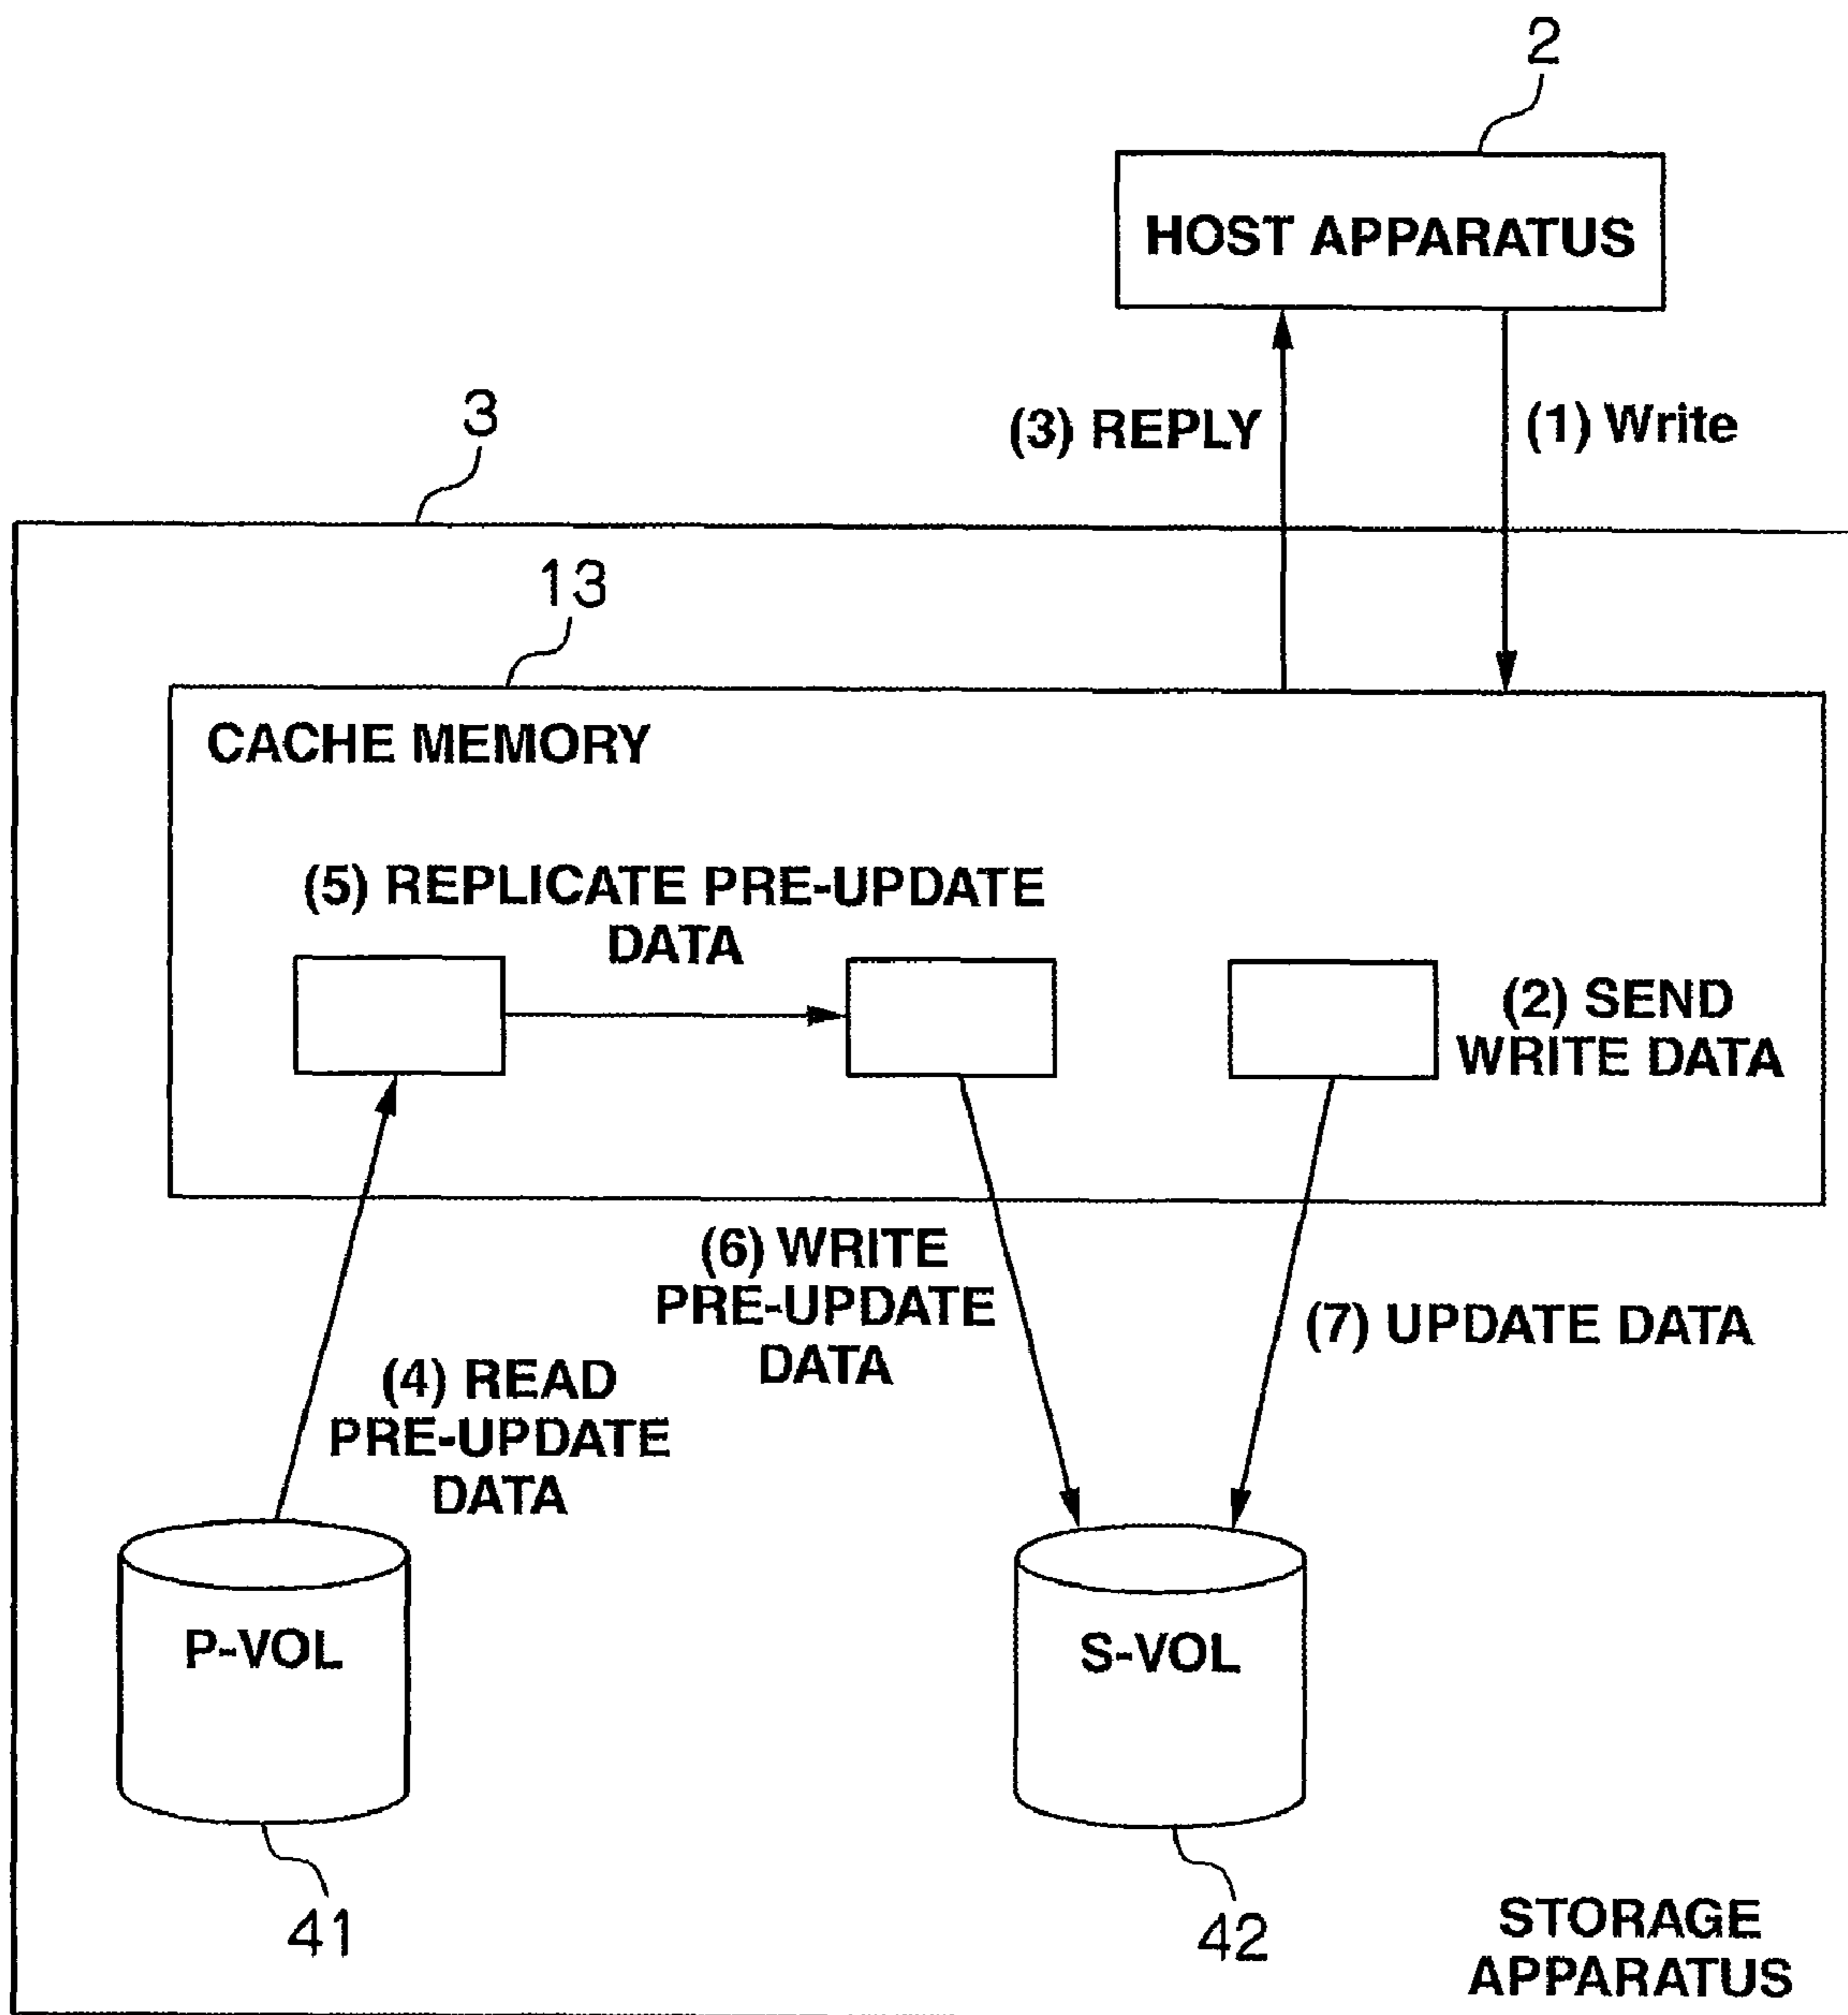 2
HOST APPARATUS
3
(3) REPLY
(1) Write
13
CACHE MEMORY
(5) REPLICATE PRE-UPDATE
DATA
(2) SEND
WRITE DATA
(6) WRITE
PRE-UPDATE
DATA
(7) UPDATE DATA
(4) READ
PRE-UPDATE
DATA
P-VOL
S-VOL
41
42
STORAGE
APPARATUS